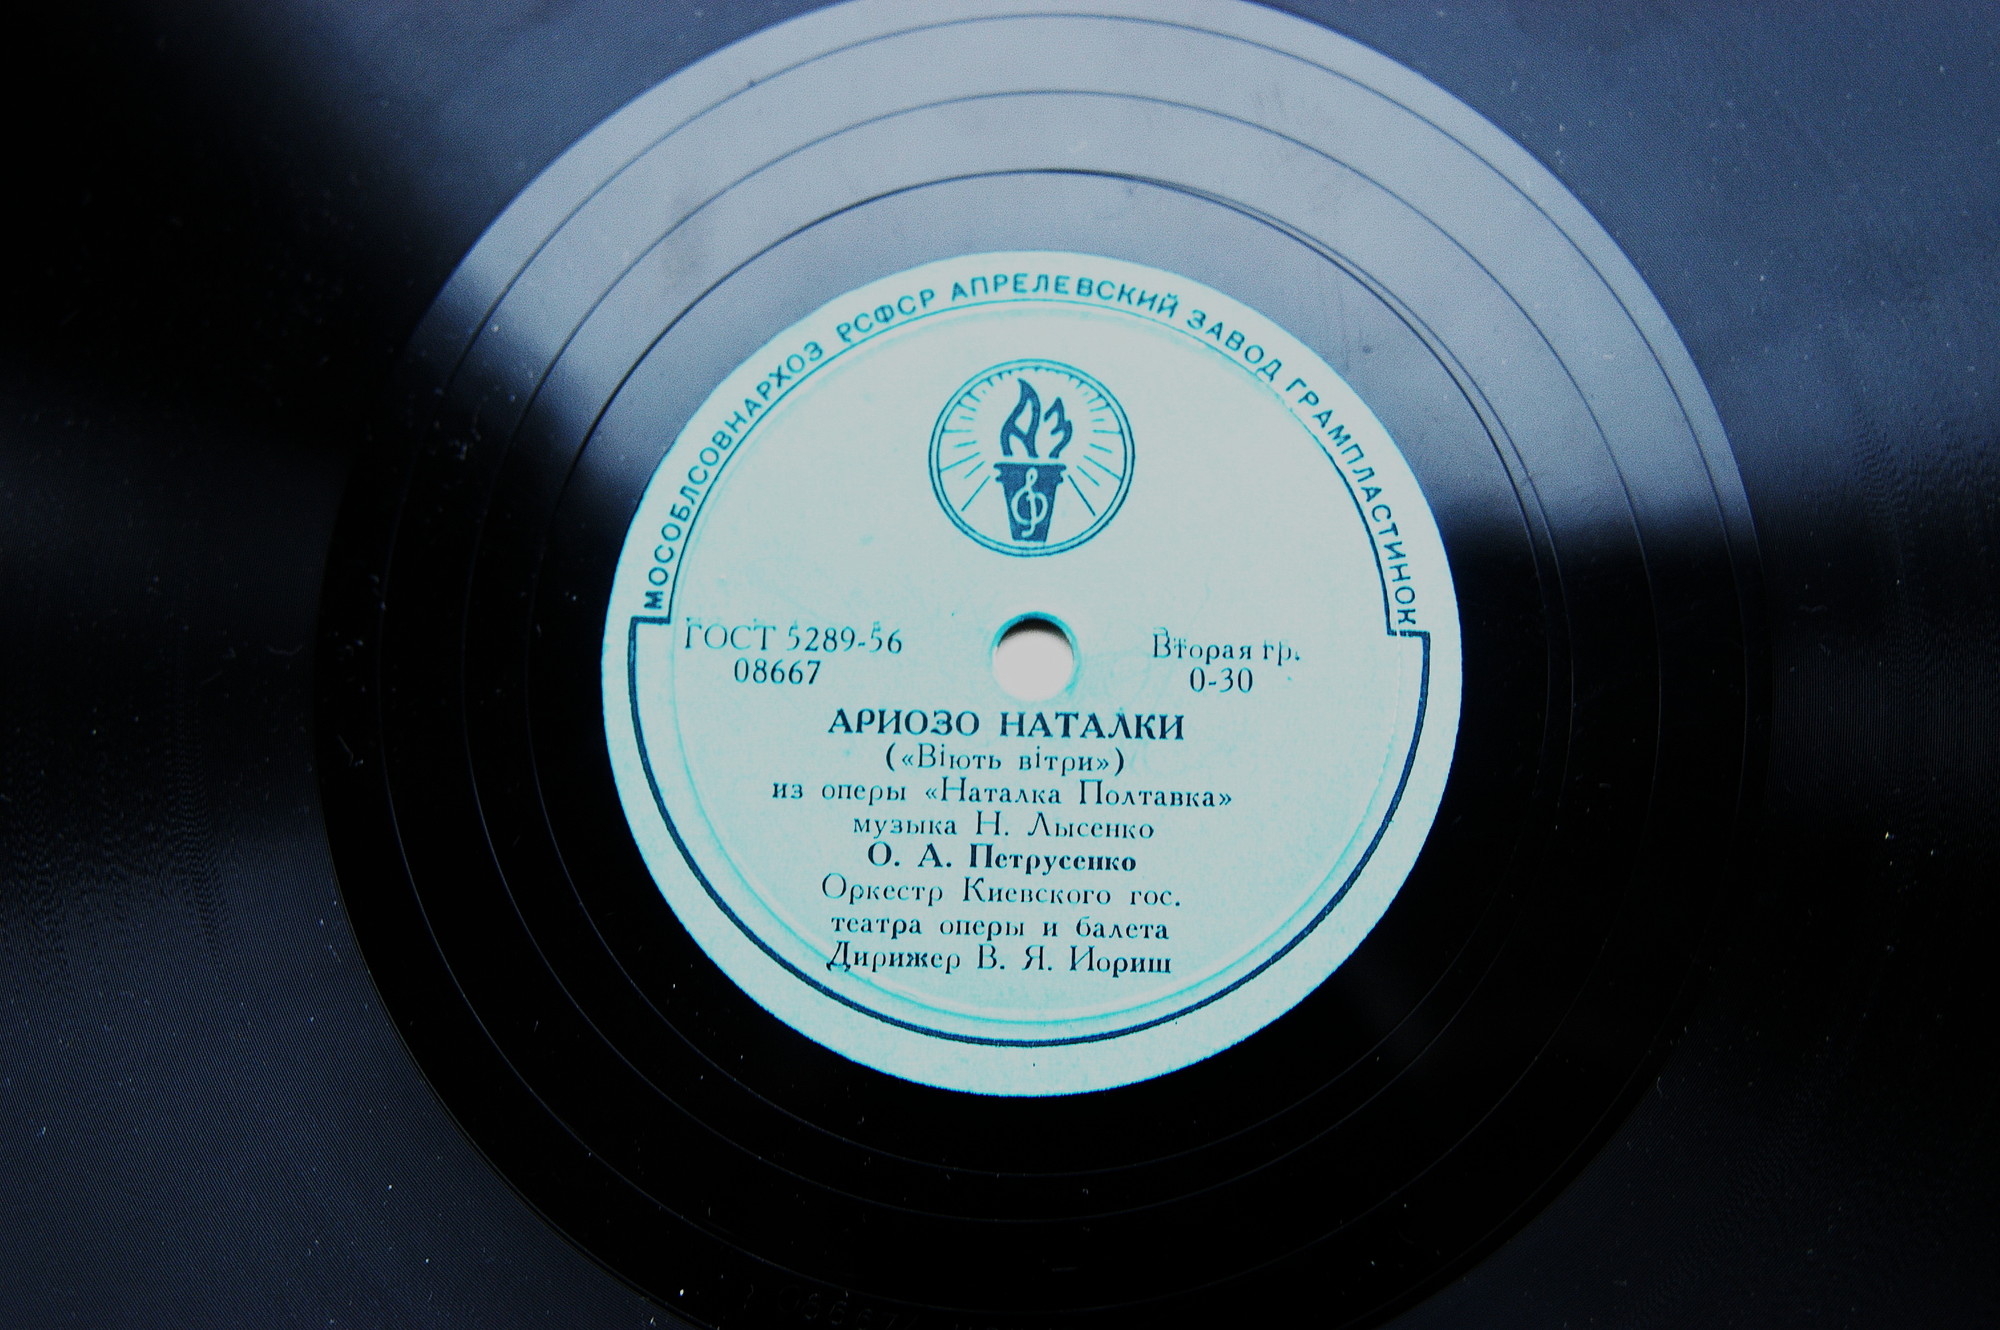 МОСОБЛСОВНАРХОЗ РСФСР АПРЕЛЕВСКИЙ ЗАВОД ГРАМПЛАСТИНОК
АЗ
ГОСТ 5289-56
08667
Вторая гр.
0-30
АРИОЗО НАТАЛКИ
(«Віють вітри»)
из оперы «Наталка Полтавка»
музыка Н. Лысенко
О. А. Петрусенко
Оркестр Киевского гос.
театра оперы и балета
Дирижер В. Я. Иориш